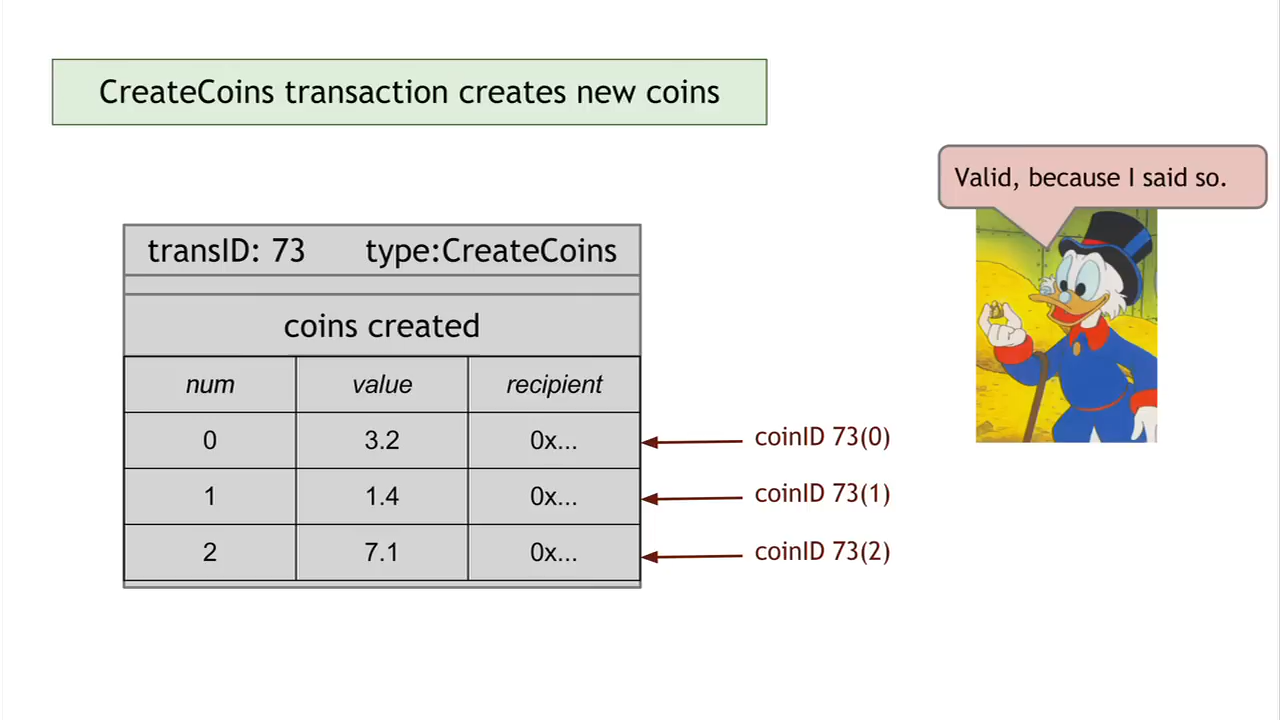 CreateCoins transaction creates new coins
Valid, because I said so.
transID: 73 type:CreateCoins
coins created
num value recipient
0 3.2 0x... coinID 73(0)
1 1.4 0x... coinID 73(1)
2 7.1 0x... coinID 73(2)